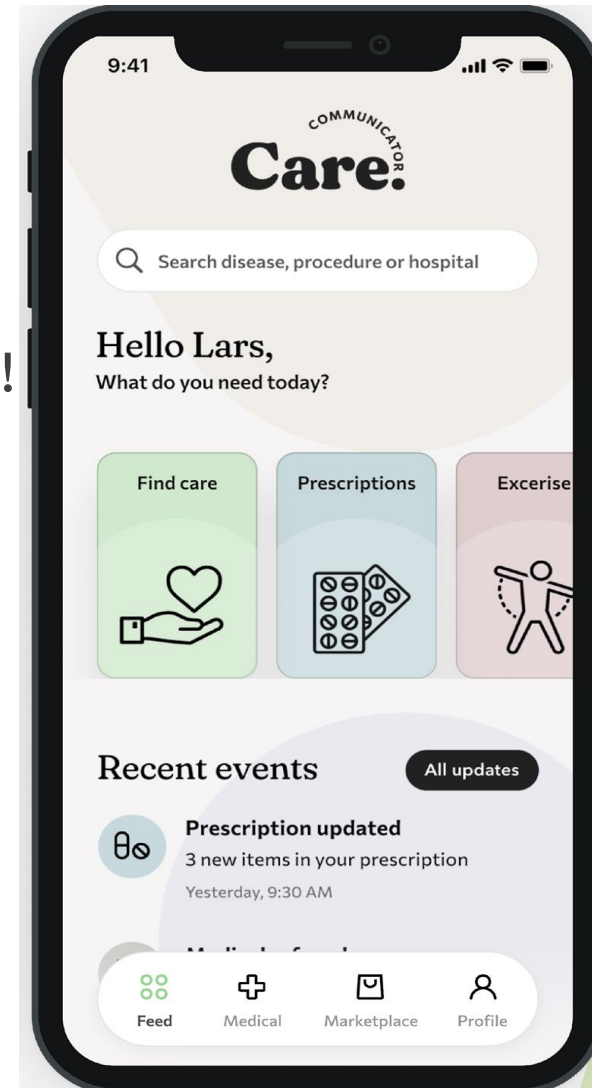 9:41
COMMUNICATOR
Care.
Search disease, procedure or hospital
!
Hello Lars,
What do you need today?
Find care
Prescriptions
Excerise
Recent events
All updates
Prescription updated
3 new items in your prescription
Yesterday, 9:30 AM
Feed
Medical
Marketplace
Profile